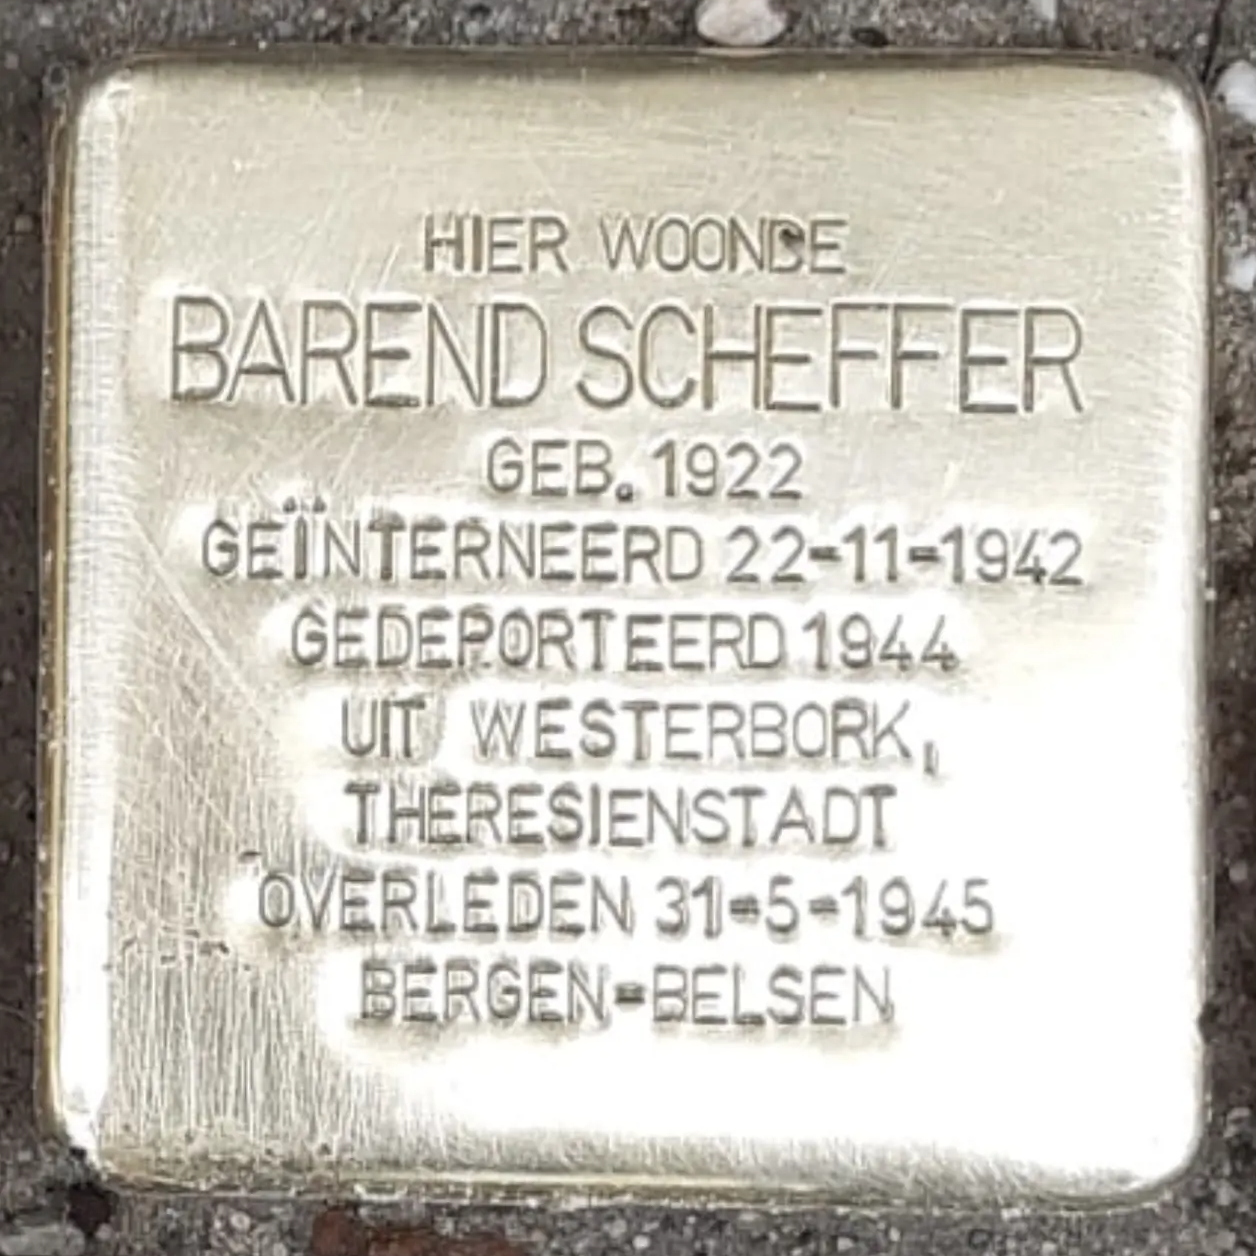 HIER WOONDE
BAREND SCHEFFER
GEB. 1922
GEÏNTERNEERD 22-11-1942
GEDEPORTEERD 1944
UIT WESTERBORK,
THERESIENSTADT
OVERLEDEN 31-5-1945
BERGEN-BELSEN